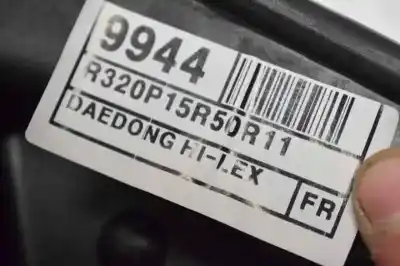 9944
R320P15R50R11
DAEDONG HI-LEX
FR